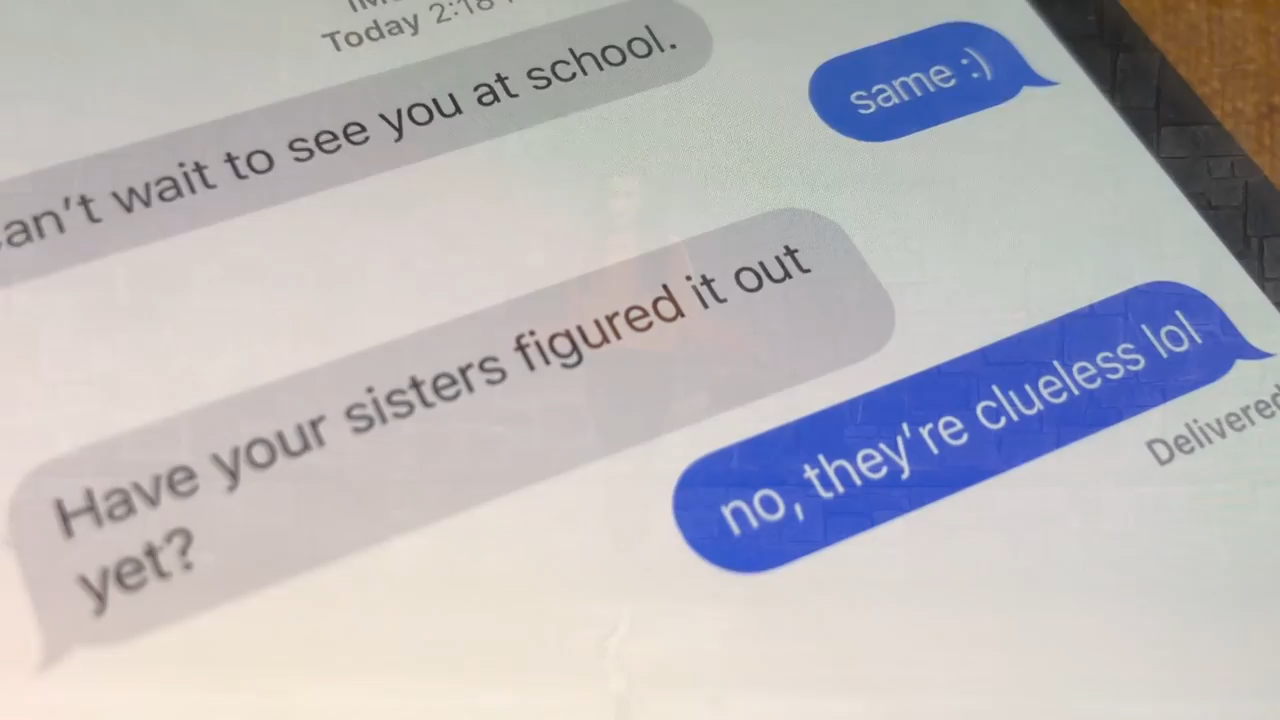 Today 2:18
can't wait to see you at school.
same :)
Have your sisters figured it out
yet?
no, they're clueless lol
Delivered